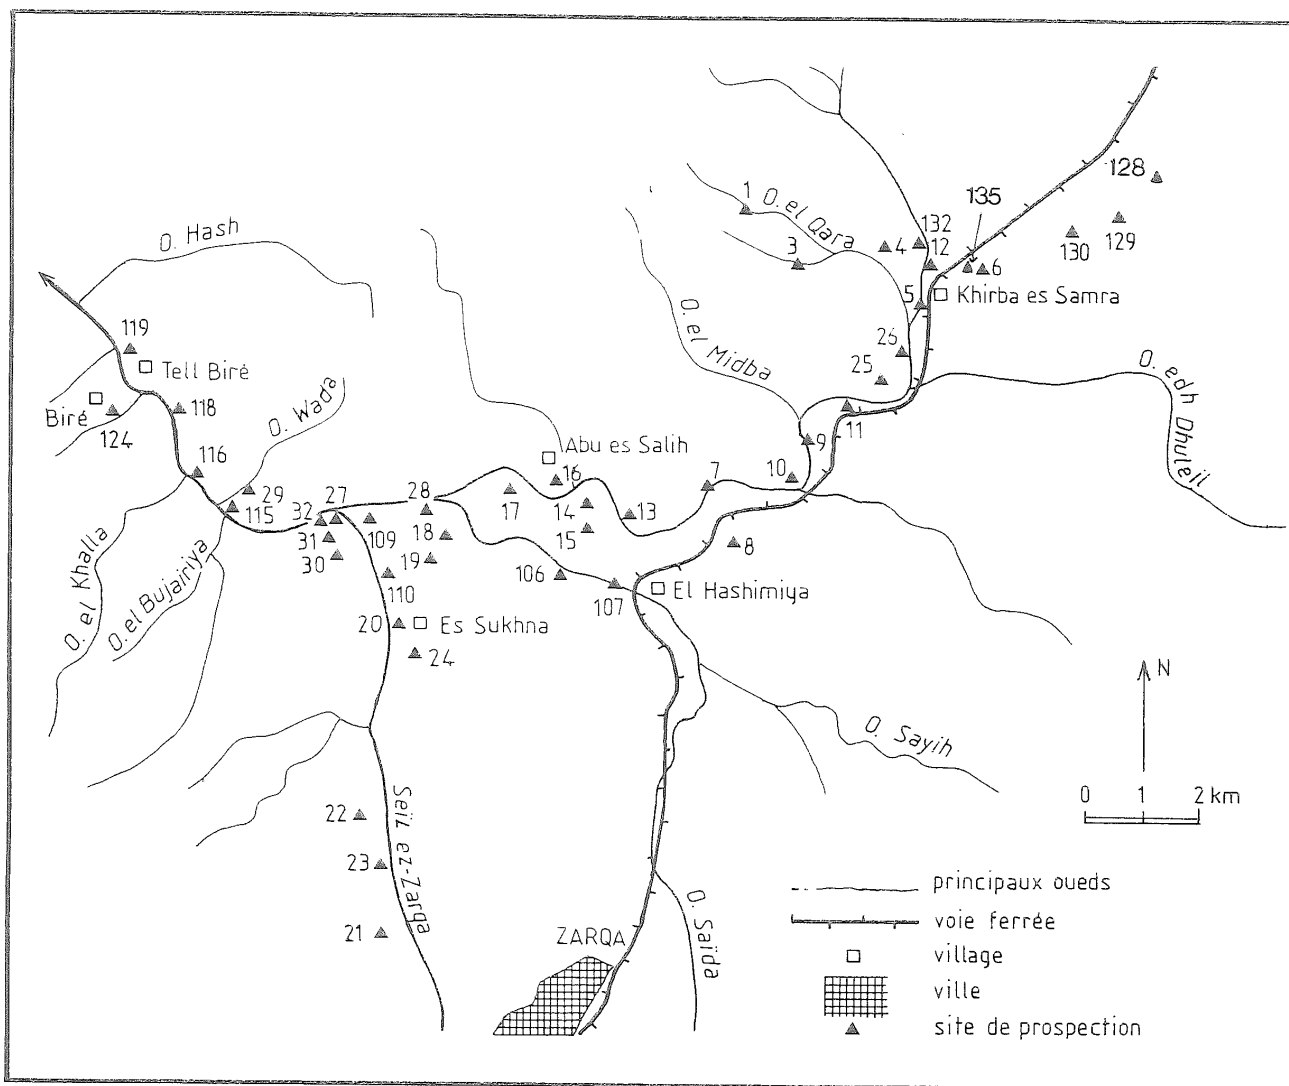 128
1
O. el Qara
135
132
4
12
130
129
3
6
O. Hash
5
Khirba es Samra
O. el Midba
119
Tell Biré
26
25
O. edh Dhuleil
Biré
118
O. Wada
11
124
9
Abu es Salih
116
16
7
10
29
28
27
32
115
17
14
13
31
109
18
15
8
30
19
O. el Khalla
O. el Bujairiya
110
106
107
El Hashimiya
20
Es Sukhna
24
N
O. Sayih
0 1 2 km
22
Seïl ez-Zarqa
23
principaux oueds
O. Saïda
voie ferrée
21
ZARQA
village
ville
site de prospection